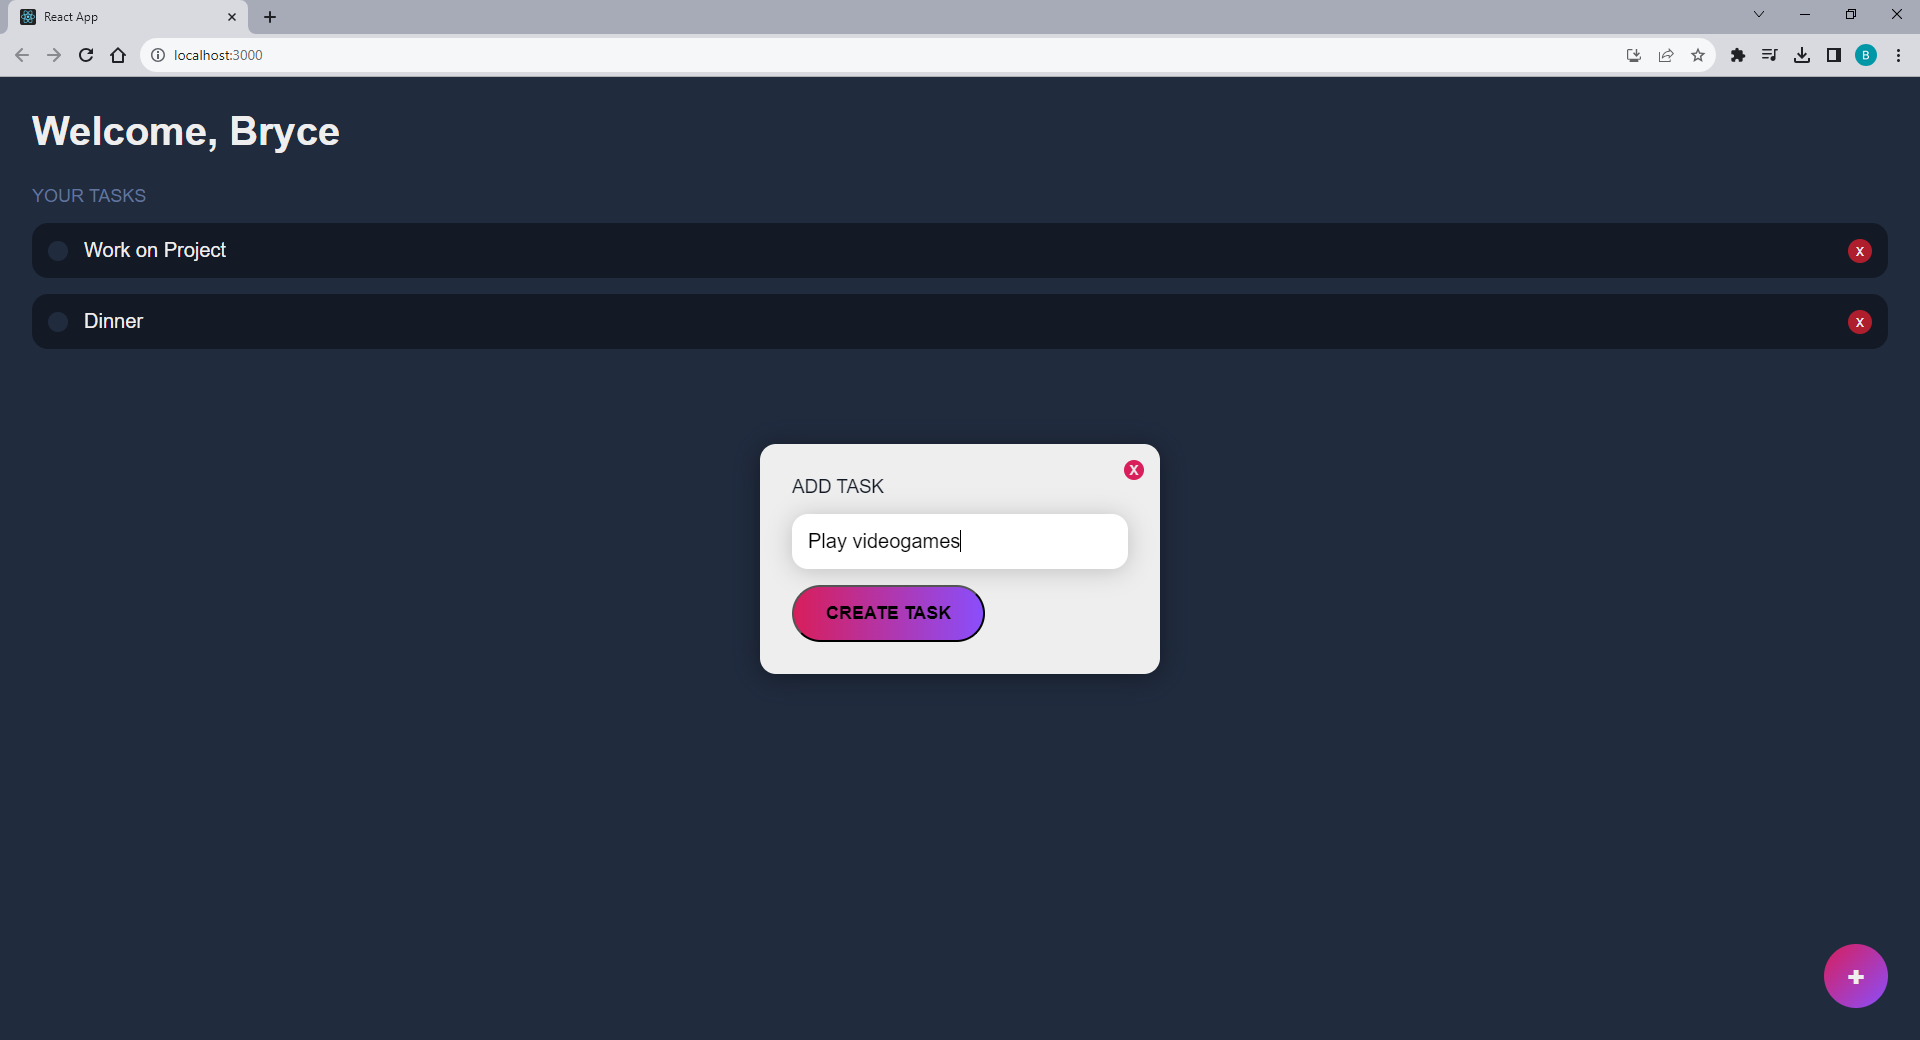 React App
localhost:3000
B
Welcome, Bryce
YOUR TASKS
Work on Project
X
Dinner
X
X
ADD TASK
Play videogames
CREATE TASK
+